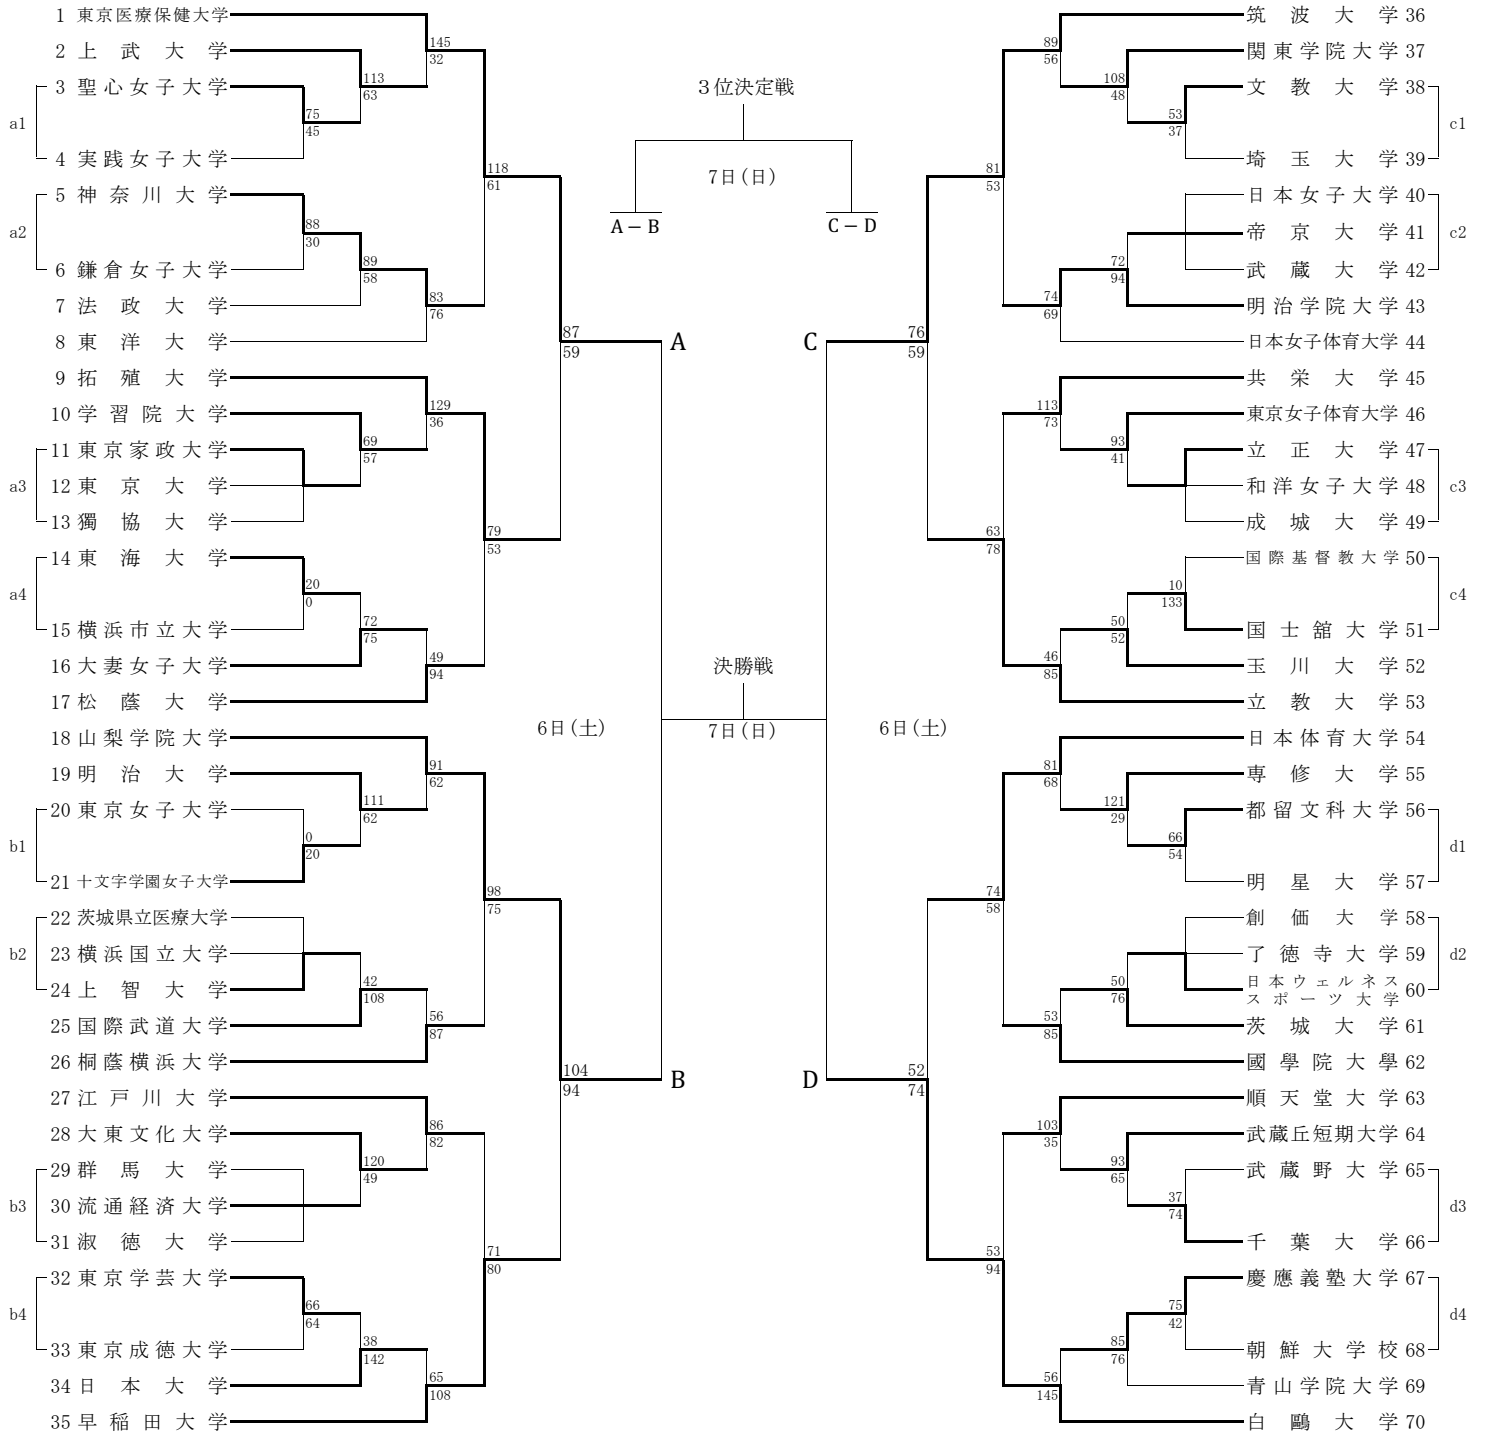 1 東京医療保健大学
2 上武大学
3 聖心女子大学
4 実践女子大学
a1
5 神奈川大学
6 鎌倉女子大学
a2
7 法政大学
8 東洋大学
9 拓殖大学
10 学習院大学
11 東京家政大学
12 東京大学
13 獨協大学
a3
14 東海大学
15 横浜市立大学
a4
16 大妻女子大学
17 松蔭大学
18 山梨学院大学
19 明治大学
20 東京女子大学
21 十文字学園女子大学
b1
22 茨城県立医療大学
23 横浜国立大学
24 上智大学
b2
25 国際武道大学
26 桐蔭横浜大学
27 江戸川大学
28 大東文化大学
29 群馬大学
30 流通経済大学
31 淑徳大学
b3
32 東京学芸大学
33 東京成徳大学
b4
34 日本大学
35 早稲田大学
75
45
88
30
20
0
0
20
66
64
113
63
89
58
69
57
72
75
111
62
42
108
120
49
38
142
145
32
83
76
129
36
49
94
91
62
56
87
86
82
65
108
118
61
79
53
98
75
71
80
87
59
104
94
A
B
6日(土)
3位決定戦
7日(日)
A－B
C－D
決勝戦
7日(日)
6日(土)
C
D
76
59
52
74
81
53
63
78
74
58
53
94
89
56
74
69
113
73
46
85
81
68
53
85
103
35
56
145
108
48
72
94
93
41
50
52
121
29
50
76
93
65
85
76
53
37
10
133
66
54
37
74
75
42
筑波大学 36
関東学院大学 37
文教大学 38
埼玉大学 39
c1
日本女子大学 40
帝京大学 41
武蔵大学 42
c2
明治学院大学 43
日本女子体育大学 44
共栄大学 45
東京女子体育大学 46
立正大学 47
和洋女子大学 48
成城大学 49
c3
国際基督教大学 50
国士舘大学 51
c4
玉川大学 52
立教大学 53
日本体育大学 54
専修大学 55
都留文科大学 56
明星大学 57
d1
創価大学 58
了徳寺大学 59
日本ウェルネス
スポーツ大学 60
d2
茨城大学 61
國學院大學 62
順天堂大学 63
武蔵丘短期大学 64
武蔵野大学 65
千葉大学 66
d3
慶應義塾大学 67
朝鮮大学校 68
d4
青山学院大学 69
白鷗大学 70